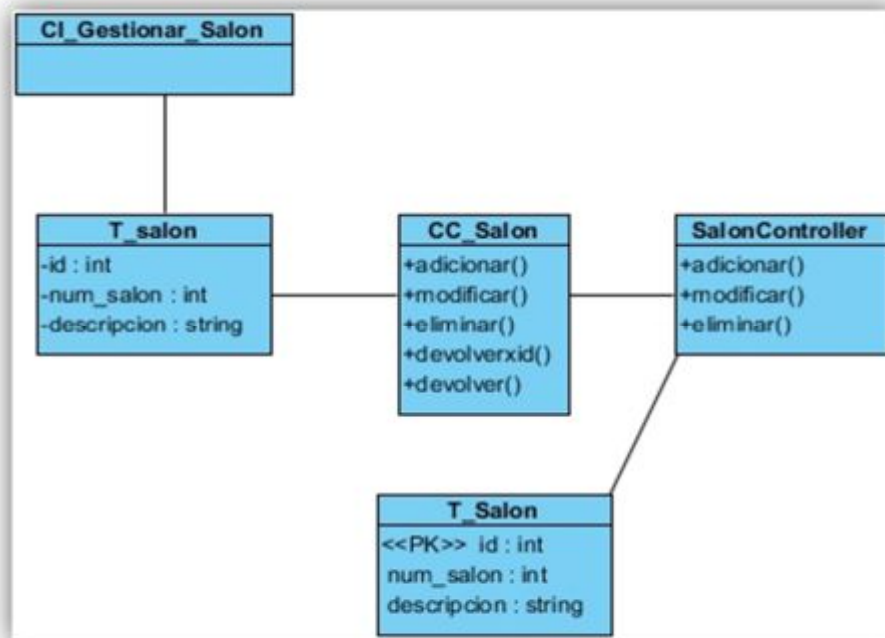 CI_Gestionar_Salon
T_salon
-id : int
-num_salon : int
-descripcion : string
CC_Salon
+adicionar()
+modificar()
+eliminar()
+devolverxid()
+devolver()
SalonController
+adicionar()
+modificar()
+eliminar()
T_Salon
<<PK>> id : int
num_salon : int
descripcion : string